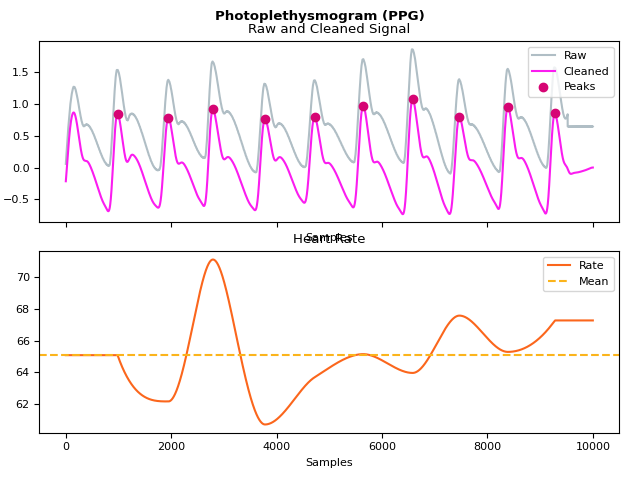 Photoplethysmogram (PPG)
Raw and Cleaned Signal
Raw
Cleaned
Peaks
1.5
1.0
0.5
0.0
−0.5
Samples
Heart Rate
Rate
Mean
70
68
66
64
62
0
2000
4000
6000
8000
10000
Samples